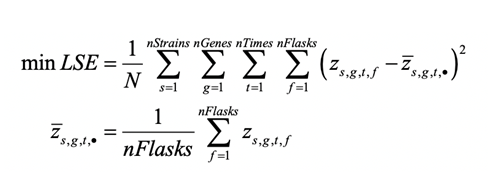 min LSE = \frac{1}{N} \sum_{s=1}^{nStrains} \sum_{g=1}^{nGenes} \sum_{t=1}^{nTimes} \sum_{f=1}^{nFlasks} \left( z_{s,g,t,f} - \overline{z}_{s,g,t,\bullet} \right)^2
\overline{z}_{s,g,t,\bullet} = \frac{1}{nFlasks} \sum_{f=1}^{nFlasks} z_{s,g,t,f}